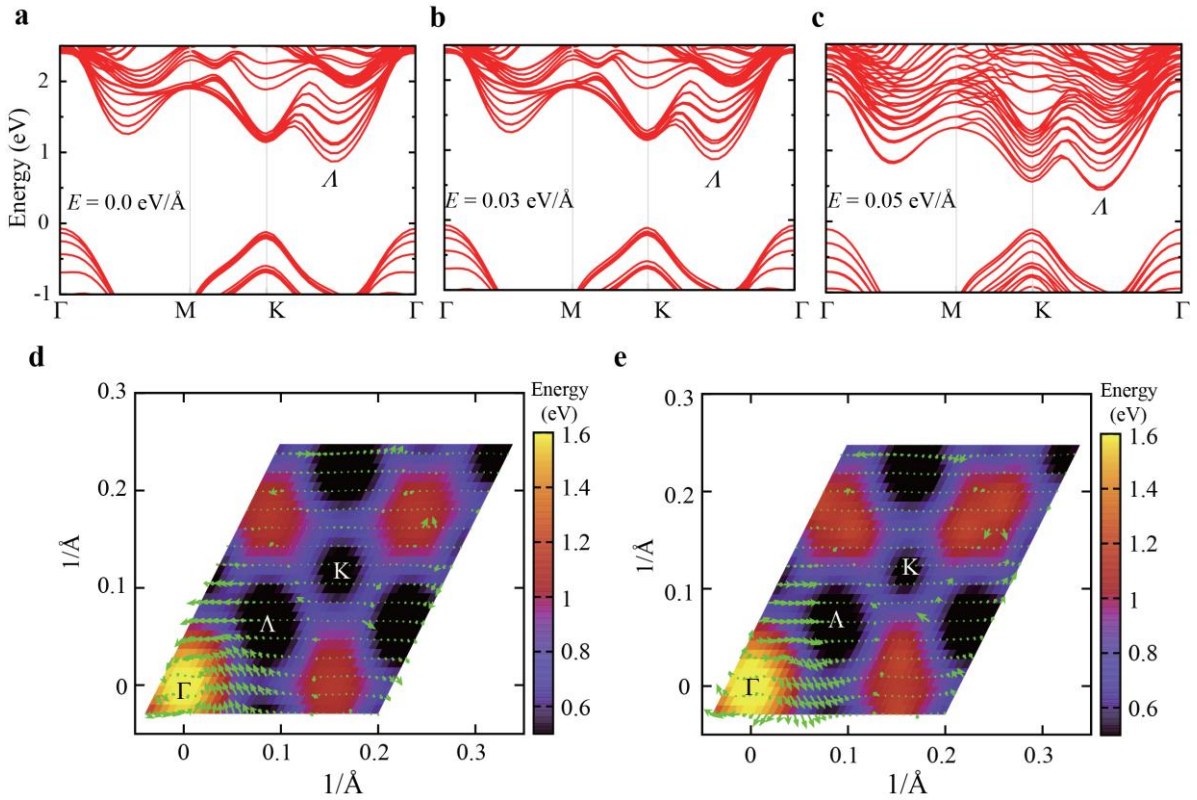 a
b
c
Energy (eV)
2
1
0
-1
E = 0.0 eV/Å
Λ
Γ
M
K
Γ
E = 0.03 eV/Å
Λ
Γ
M
K
Γ
E = 0.05 eV/Å
Λ
Γ
M
K
Γ
d
1/Å
0.3
0.2
0.1
0
K
Λ
Γ
0
0.1
0.2
0.3
1/Å
Energy
(eV)
1.6
1.4
1.2
1
0.8
0.6
e
1/Å
0.3
0.2
0.1
0
K
Λ
Γ
0
0.1
0.2
0.3
1/Å
Energy
(eV)
1.6
1.4
1.2
1
0.8
0.6